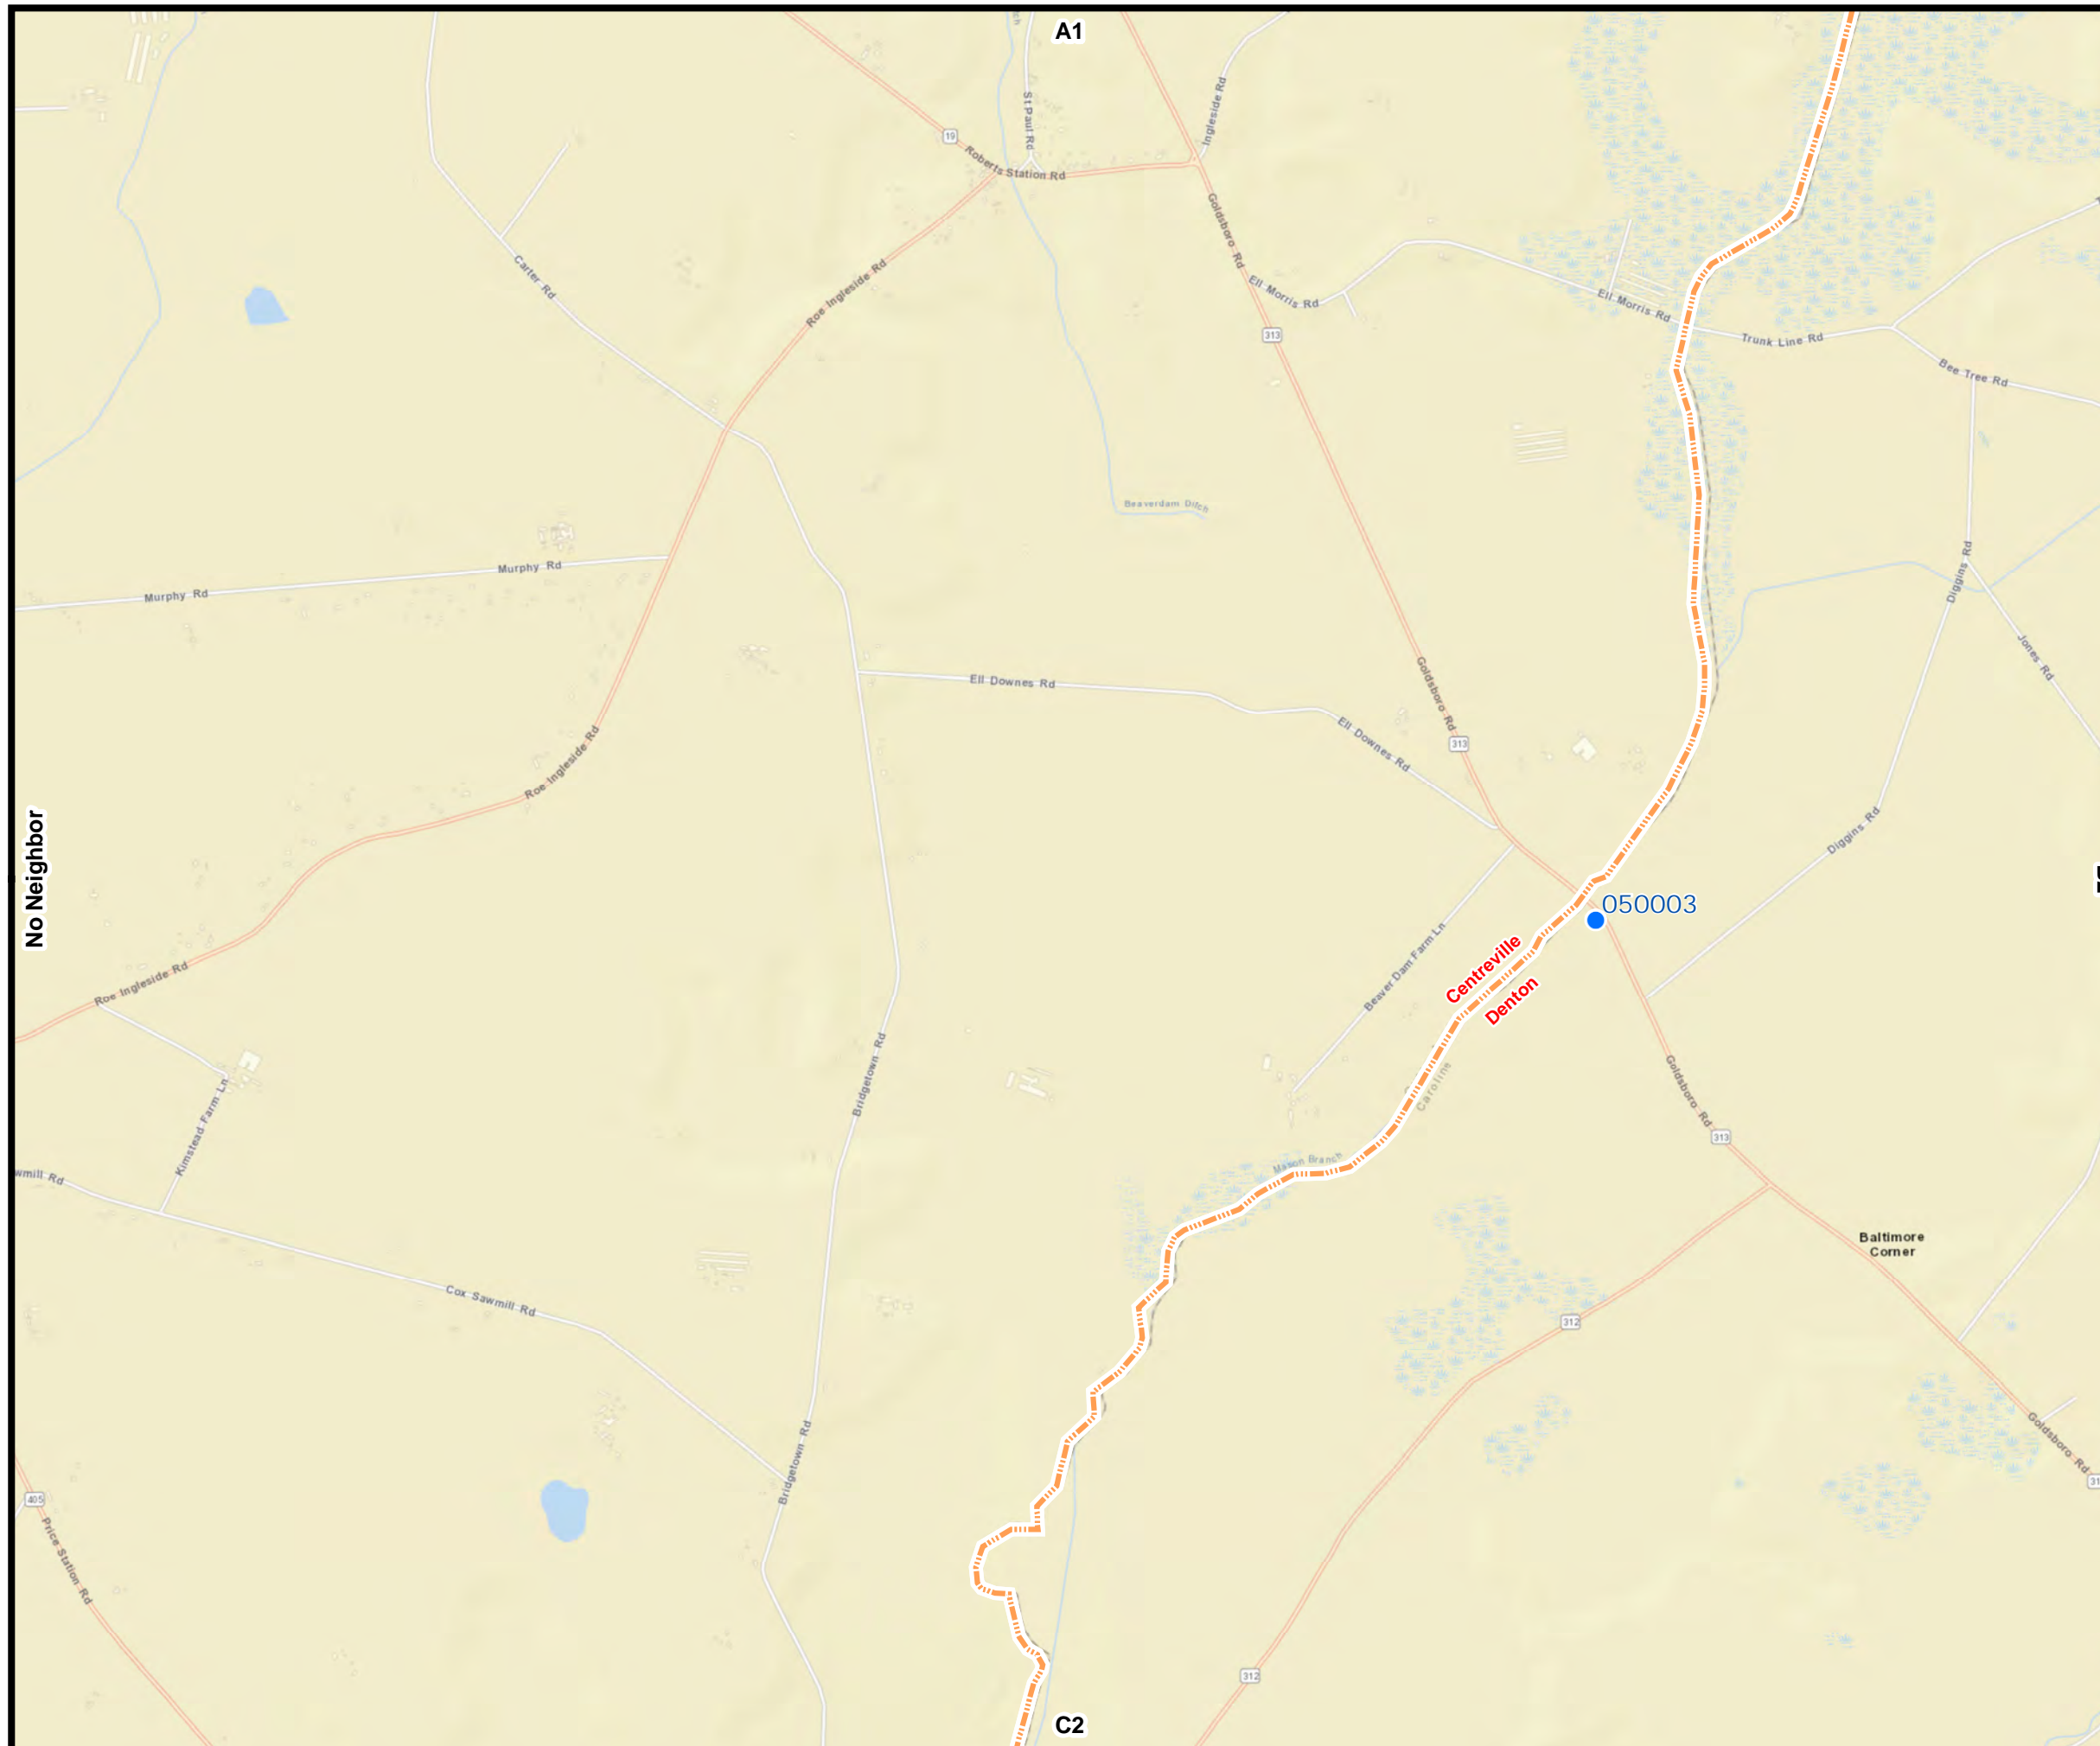 A1
19
St Paul Rd
Ingleside Rd
Roberts Station Rd
Goldsboro Rd
Carter Rd
Roe Ingleside Rd
Ell Morris Rd
Ell Morris Rd
313
Trunk Line Rd
Bee Tree Rd
Beaverdam Ditch
Murphy Rd
Murphy Rd
Diggins Rd
Jones Rd
Ell Downes Rd
Goldsboro Rd
Ell Downes Rd
313
Roe Ingleside Rd
Diggins Rd
No Neighbor
050003
Centreville
Denton
Beaver Dam Farm Ln
Roe Ingleside Rd
Bridgetown Rd
Caroline
Goldsboro Rd
Kimstead Farm Ln
313
Mason Branch
wmill Rd
Baltimore
Corner
Cox Sawmill Rd
312
Goldsboro Rd
Bridgetown Rd
31
405
Price Station Rd
312
C2